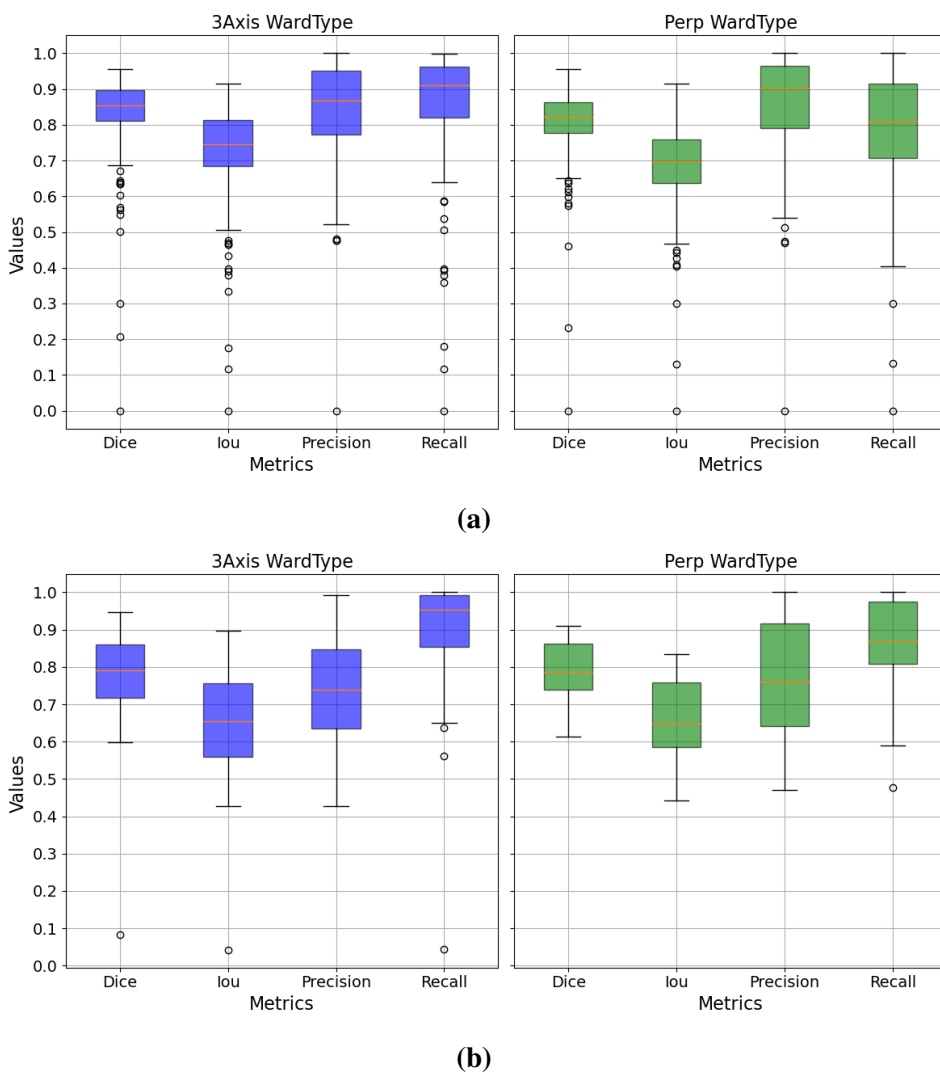 3Axis WardType
Perp WardType
Values
1.0
0.9
0.8
0.7
0.6
0.5
0.4
0.3
0.2
0.1
0.0
Dice Iou Precision Recall
Dice Iou Precision Recall
Metrics
Metrics
(a)
3Axis WardType
Perp WardType
Values
1.0
0.9
0.8
0.7
0.6
0.5
0.4
0.3
0.2
0.1
0.0
Dice Iou Precision Recall
Dice Iou Precision Recall
Metrics
Metrics
(b)